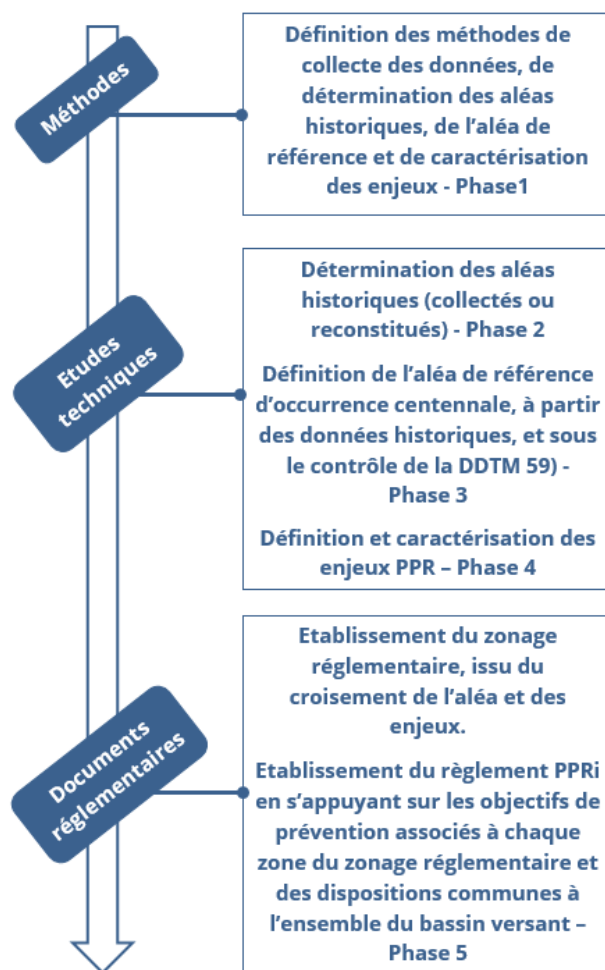 Méthodes
Définition des méthodes de
collecte des données, de
détermination des aléas
historiques, de l'aléa de
référence et de caractérisation
des enjeux - Phase1
Etudes
techniques
Détermination des aléas
historiques (collectés ou
reconstitués) - Phase 2
Définition de l'aléa de référence
d'occurrence centennale, à partir
des données historiques, et sous
le contrôle de la DDTM 59) -
Phase 3
Définition et caractérisation des
enjeux PPR – Phase 4
Documents
réglementaires
Etablissement du zonage
réglementaire, issu du
croisement de l'aléa et des
enjeux.
Etablissement du règlement PPRi
en s'appuyant sur les objectifs de
prévention associés à chaque
zone du zonage réglementaire et
des dispositions communes à
l'ensemble du bassin versant –
Phase 5